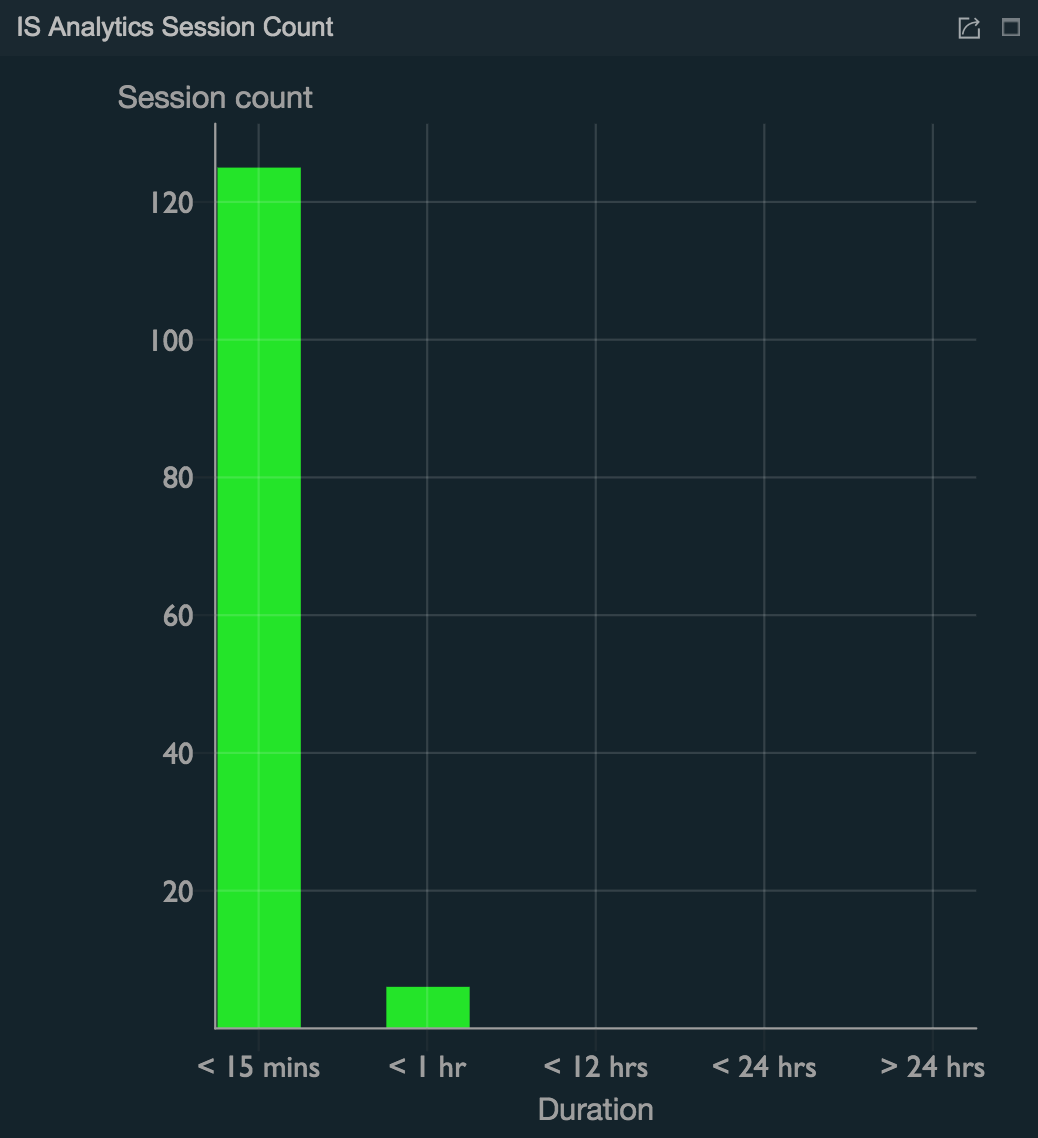 IS Analytics Session Count
Session count
120
100
80
60
40
20
< 15 mins < 1 hr < 12 hrs < 24 hrs > 24 hrs
Duration